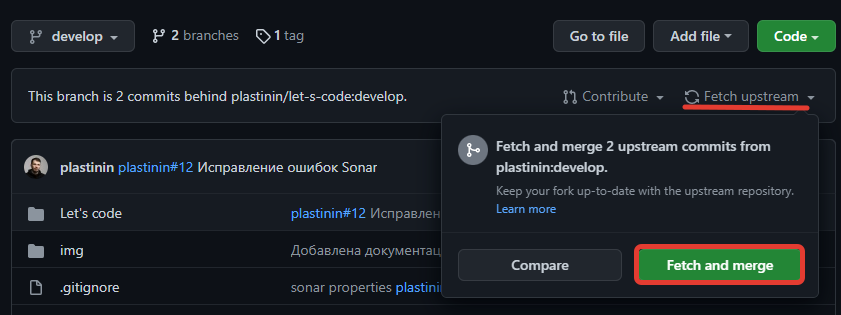 develop 2 branches 1 tag Go to file Add file Code
This branch is 2 commits behind plastinin/let-s-code:develop. Contribute Fetch upstream
Fetch and merge 2 upstream commits from
plastinin:develop.
Keep your fork up-to-date with the upstream repository.
Learn more
Compare Fetch and merge
plastinin plastinin#12 Исправление ошибок Sonar
Let's code plastinin#12
img Добавлена
.gitignore sonar properties